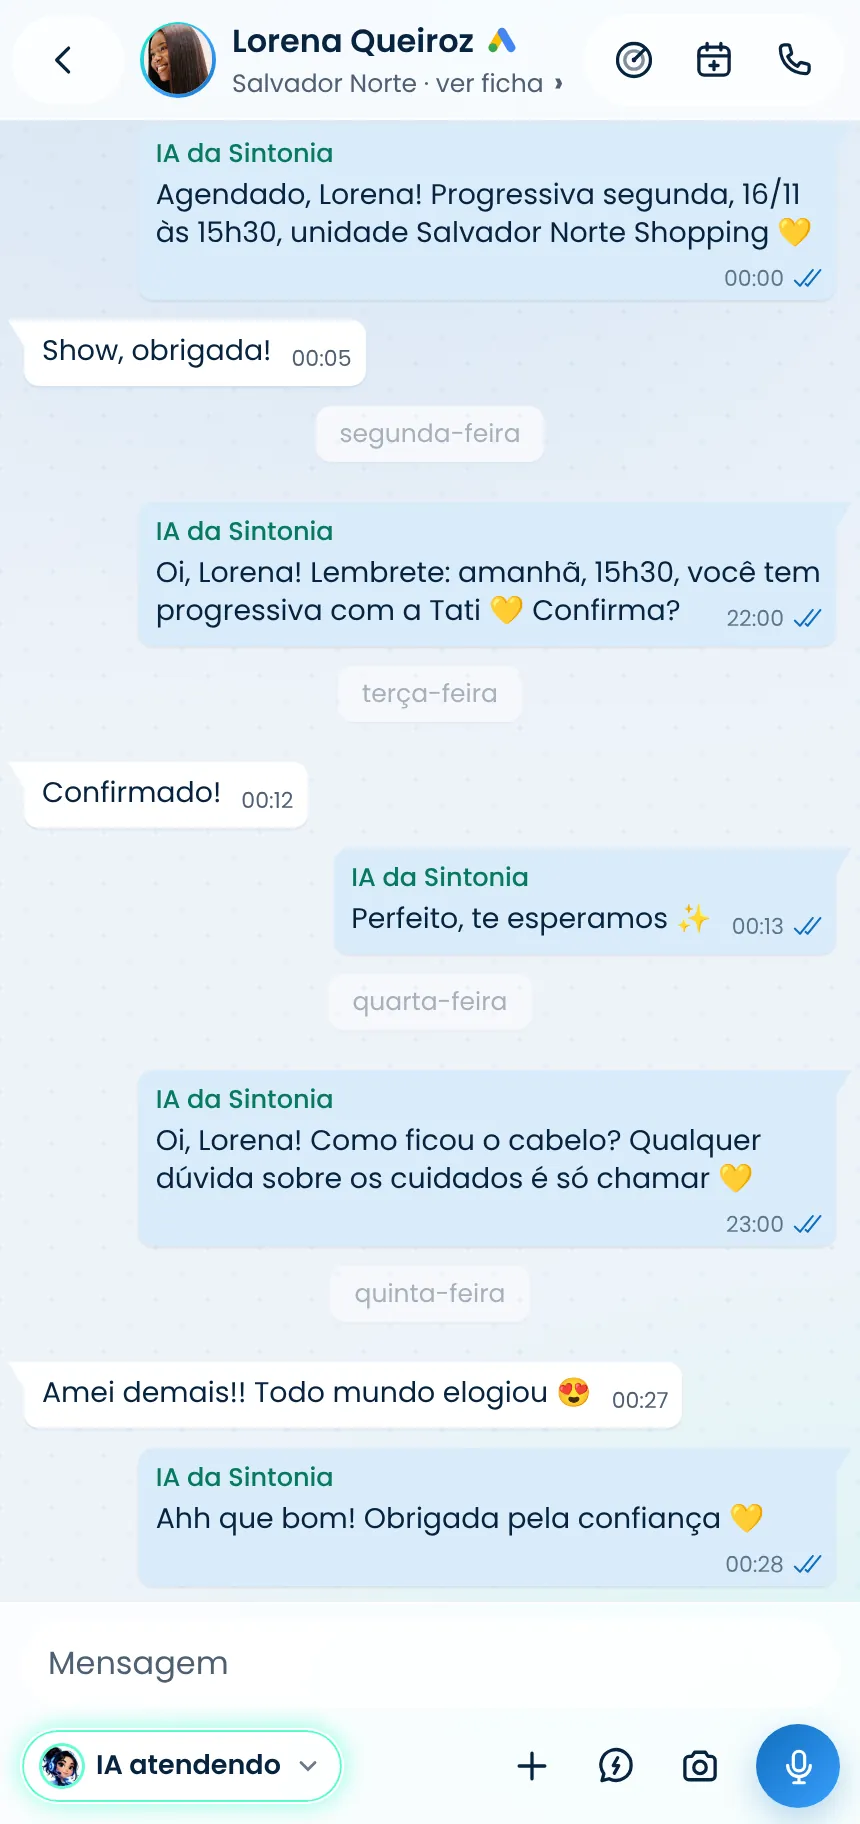 Lorena Queiroz
Salvador Norte · ver ficha ›
IA da Sintonia
Agendado, Lorena! Progressiva segunda, 16/11
às 15h30, unidade Salvador Norte Shopping 💛
00:00
Show, obrigada! 00:05
segunda-feira
IA da Sintonia
Oi, Lorena! Lembrete: amanhã, 15h30, você tem
progressiva com a Tati 💛 Confirma? 22:00
terça-feira
Confirmado! 00:12
IA da Sintonia
Perfeito, te esperamos ✨ 00:13
quarta-feira
IA da Sintonia
Oi, Lorena! Como ficou o cabelo? Qualquer
dúvida sobre os cuidados é só chamar 💛
23:00
quinta-feira
Amei demais!! Todo mundo elogiou 😍 00:27
IA da Sintonia
Ahh que bom! Obrigada pela confiança 💛
00:28
Mensagem
IA atendendo